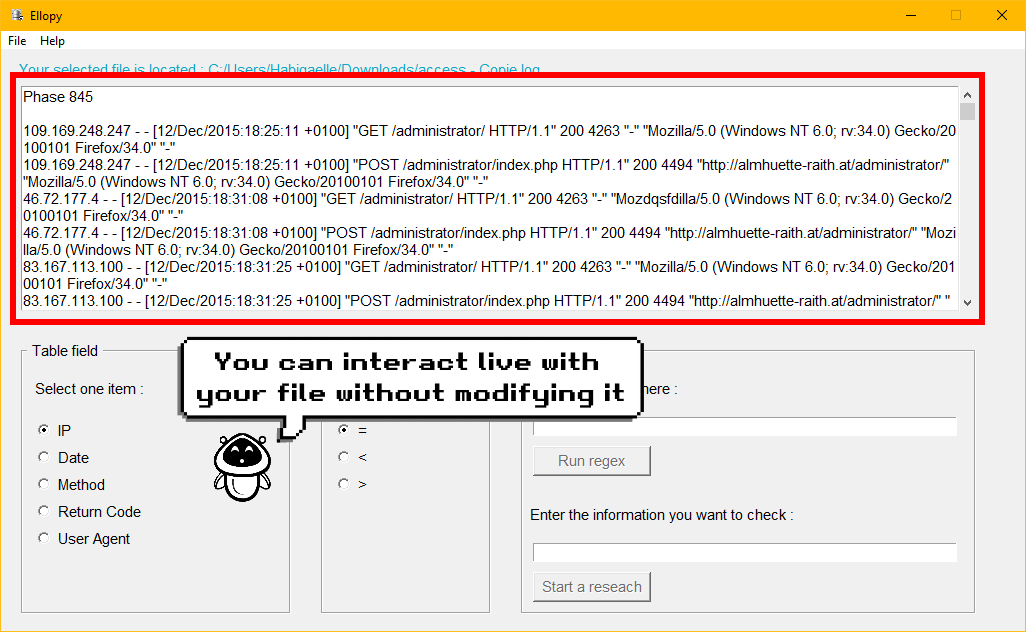 Ellopy
File Help
Your selected file is located : C:/Users/Habigaelle/Downloads/access - Copie.log
Phase 845
109.169.248.247 - - [12/Dec/2015:18:25:11 +0100] "GET /administrator/ HTTP/1.1" 200 4263 "-" "Mozilla/5.0 (Windows NT 6.0; rv:34.0) Gecko/20
100101 Firefox/34.0" "-"
109.169.248.247 - - [12/Dec/2015:18:25:11 +0100] "POST /administrator/index.php HTTP/1.1" 200 4494 "http://almhuette-raith.at/administrator/"
"Mozilla/5.0 (Windows NT 6.0; rv:34.0) Gecko/20100101 Firefox/34.0" "-"
46.72.177.4 - - [12/Dec/2015:18:31:08 +0100] "GET /administrator/ HTTP/1.1" 200 4263 "-" "Mozdqsfdilla/5.0 (Windows NT 6.0; rv:34.0) Gecko/2
0100101 Firefox/34.0" "-"
46.72.177.4 - - [12/Dec/2015:18:31:08 +0100] "POST /administrator/index.php HTTP/1.1" 200 4494 "http://almhuette-raith.at/administrator/" "Mozi
lla/5.0 (Windows NT 6.0; rv:34.0) Gecko/20100101 Firefox/34.0" "-"
83.167.113.100 - - [12/Dec/2015:18:31:25 +0100] "GET /administrator/ HTTP/1.1" 200 4263 "-" "Mozilla/5.0 (Windows NT 6.0; rv:34.0) Gecko/201
00101 Firefox/34.0" "-"
83.167.113.100 - - [12/Dec/2015:18:31:25 +0100] "POST /administrator/index.php HTTP/1.1" 200 4494 "http://almhuette-raith.at/administrator/" "
You can interact live with
your file without modifying it
Table field
Select one item :
IP
Date
Method
Return Code
User Agent
=
<
>
here :
Run regex
Enter the information you want to check :
Start a reseach